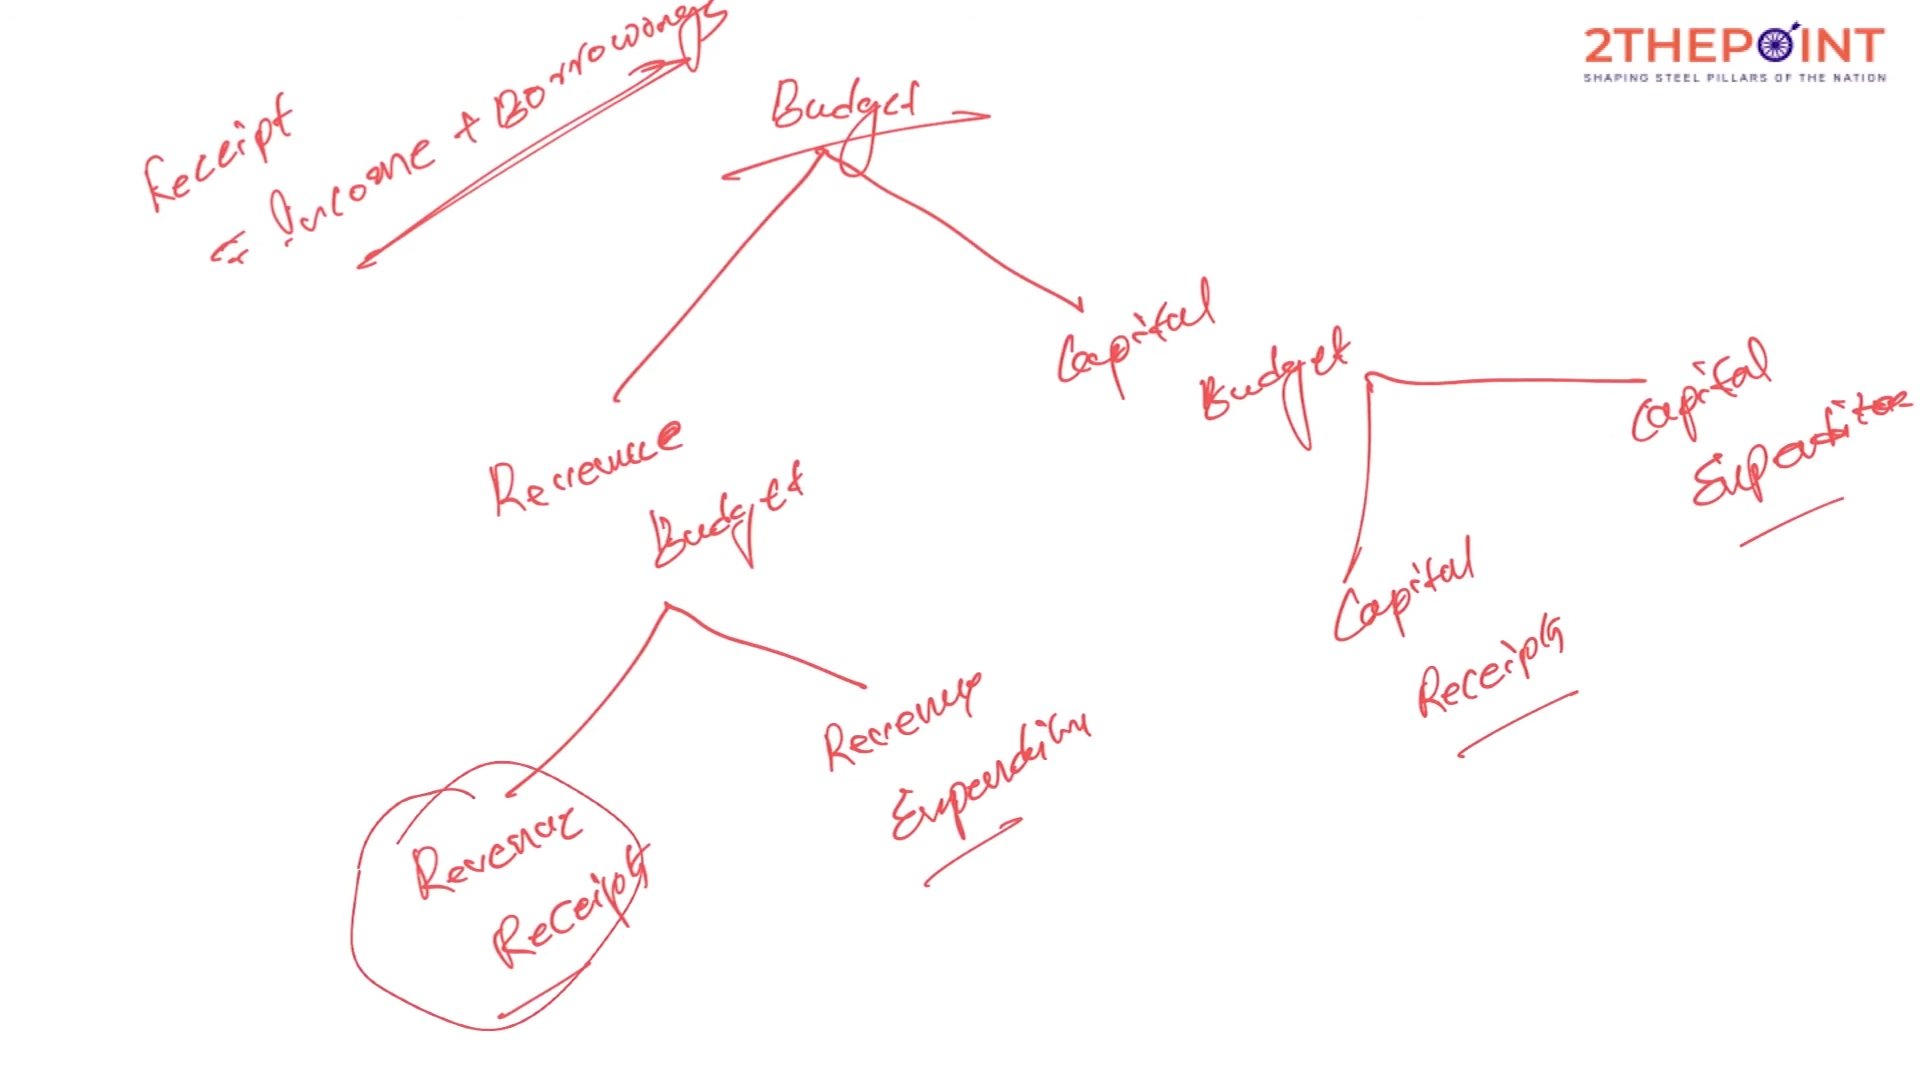 2THEPOINT
SHAPING STEEL PILLARS OF THE NATION
Receipt
= Income + Borrowings
Budget
Capital
Budget
Capital
Expenditure
Revenue
Budget
Capital
Receipts
Revenue
Expenditure
Revenue
Receipts